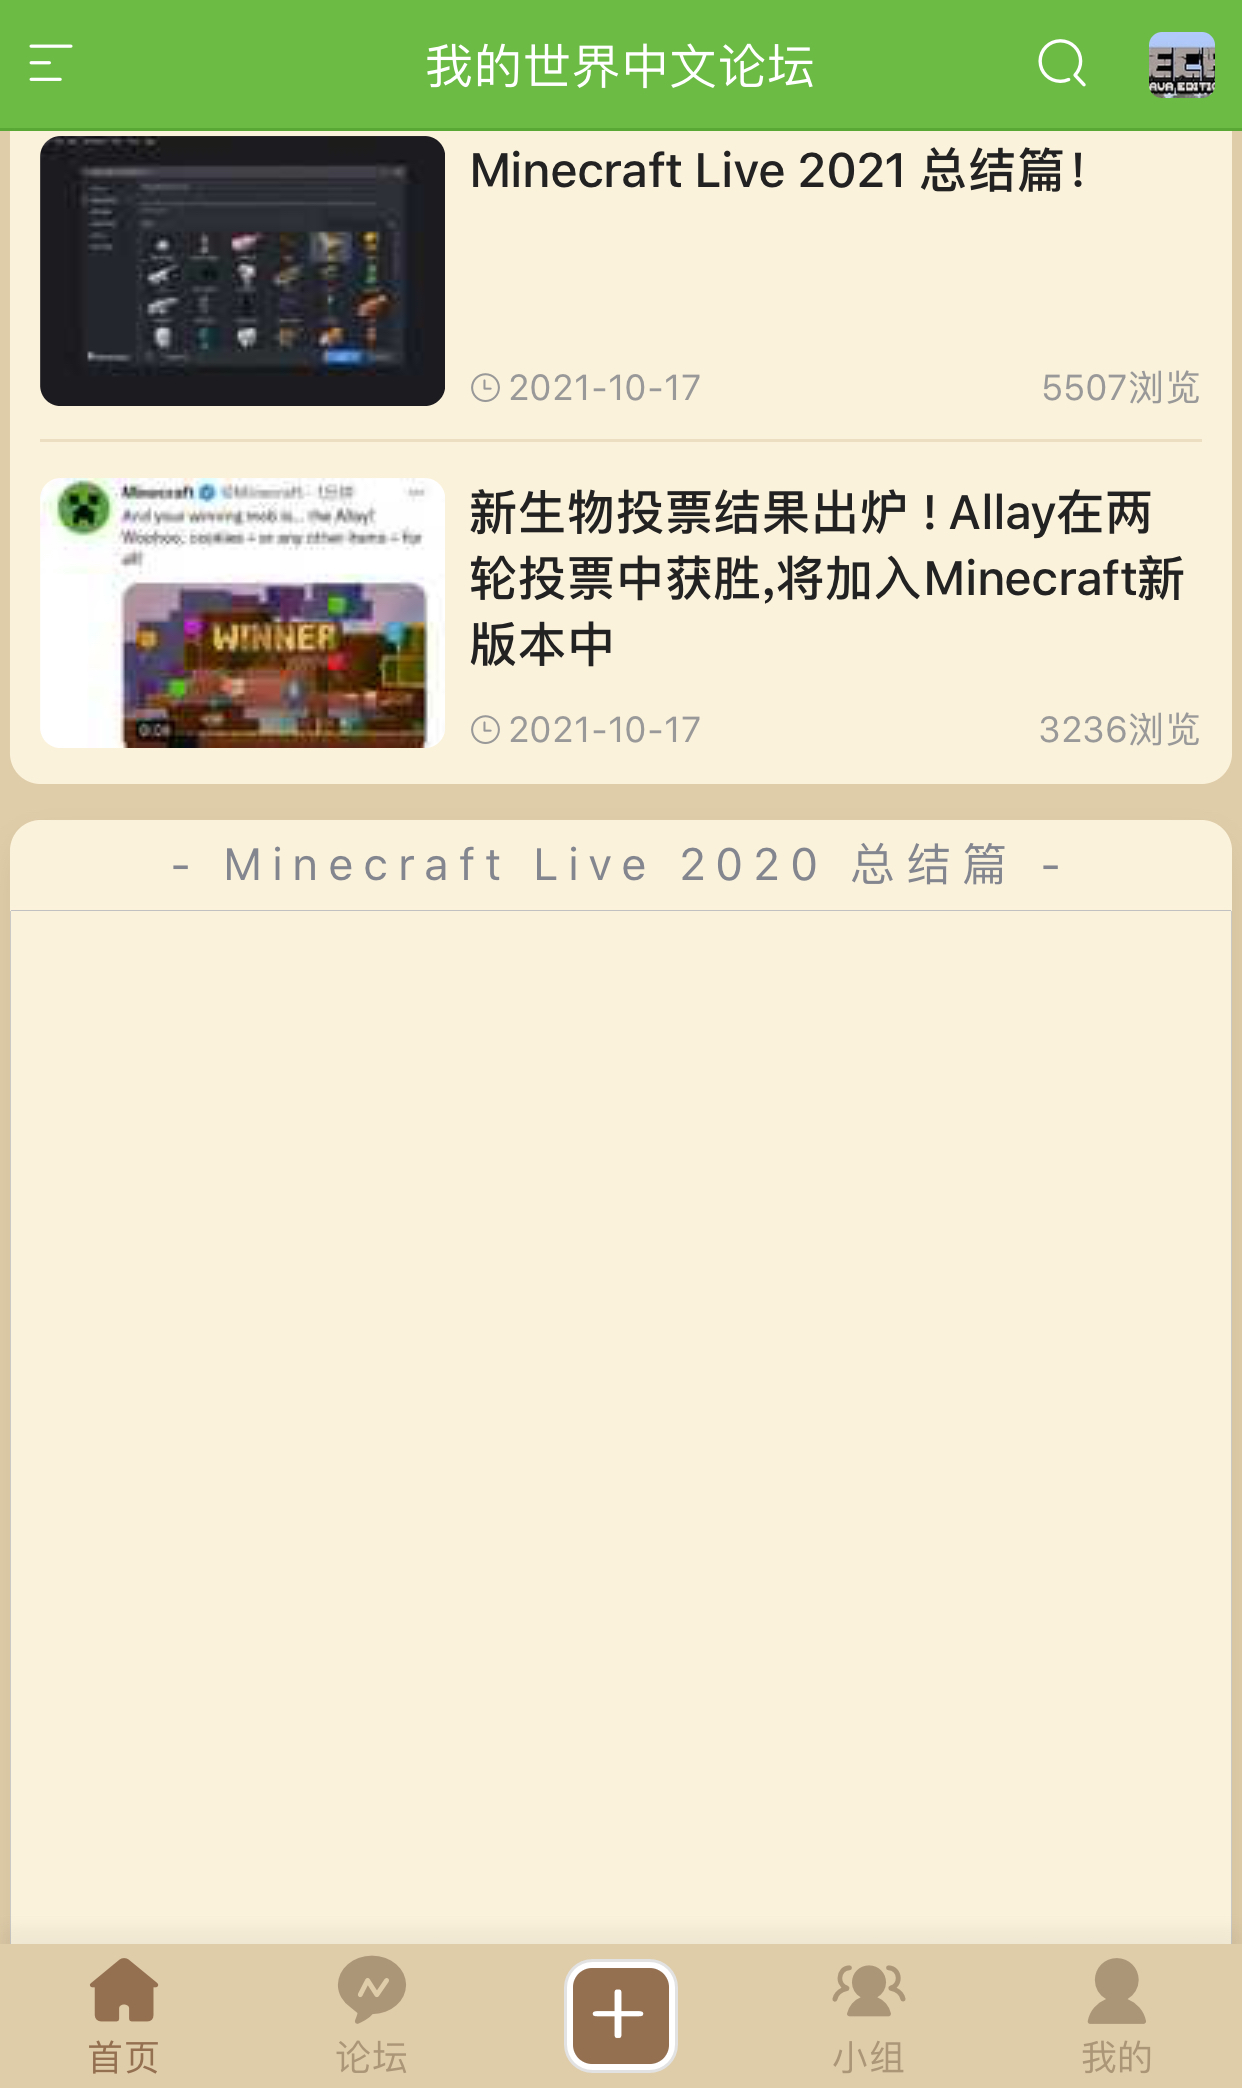 我的世界中文论坛
AVA EDITIO
Minecraft Live 2021 总结篇!
2021-10-17
5507浏览
Minecraft @Minecraft · 1分钟
And your winning mob is... the Allay!
Woohoo, cookies – or any other items – for
all!
WINNER
0:08
新生物投票结果出炉！Allay在两
轮投票中获胜,将加入Minecraft新
版本中
2021-10-17
3236浏览
- Minecraft Live 2020 总结篇 -
首页
论坛
小组
我的